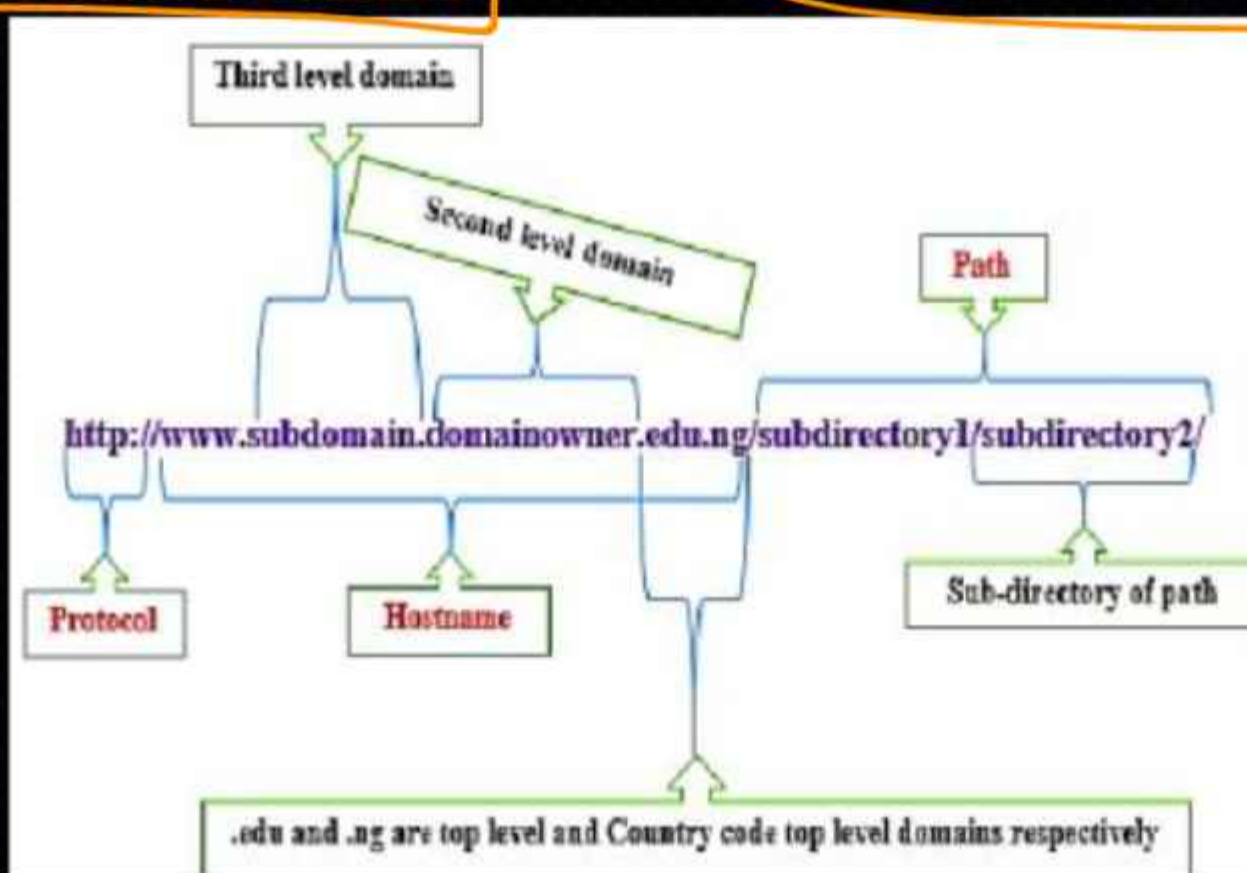 Third level domain
Second level domain
Path
http://www.subdomain.domainowner.edu.ng/subdirectory1/subdirectory2/
Protocol
Hostname
Sub-directory of path
.edu and .ng are top level and Country code top level domains respectively